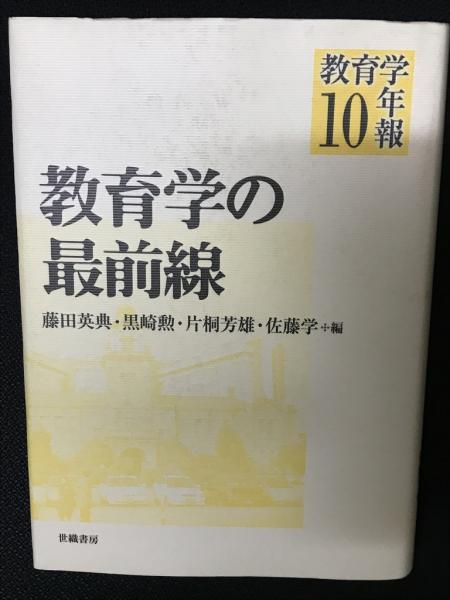 教育学
年報
10
教育学の
最前線
藤田英典・黒崎勲・片桐芳雄・佐藤学✢編
世織書房